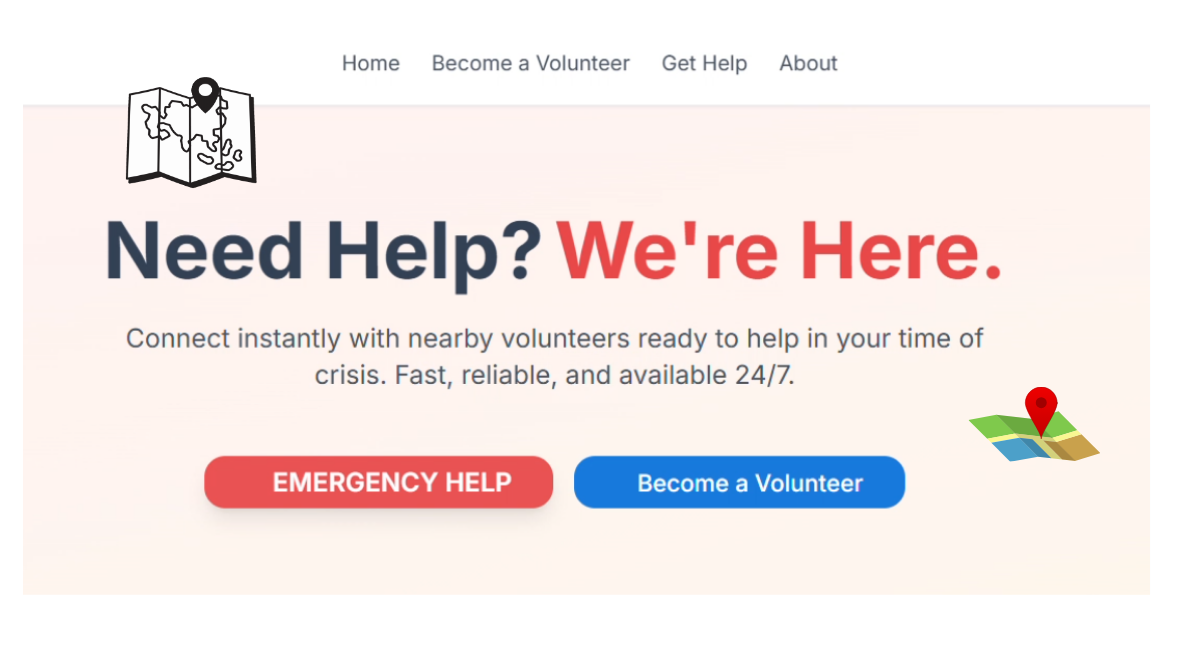 Home Become a Volunteer Get Help About
Need Help? We're Here.
Connect instantly with nearby volunteers ready to help in your time of
crisis. Fast, reliable, and available 24/7.
EMERGENCY HELP Become a Volunteer